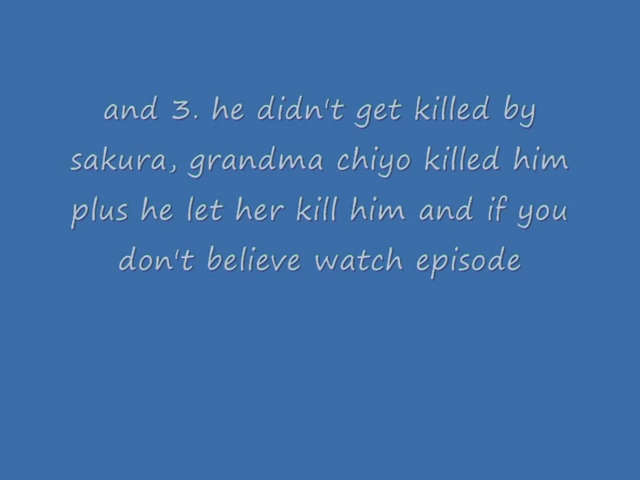 and 3. he didn't get killed by
sakura, grandma chiyo killed him
plus he let her kill him and if you
don't believe watch episode